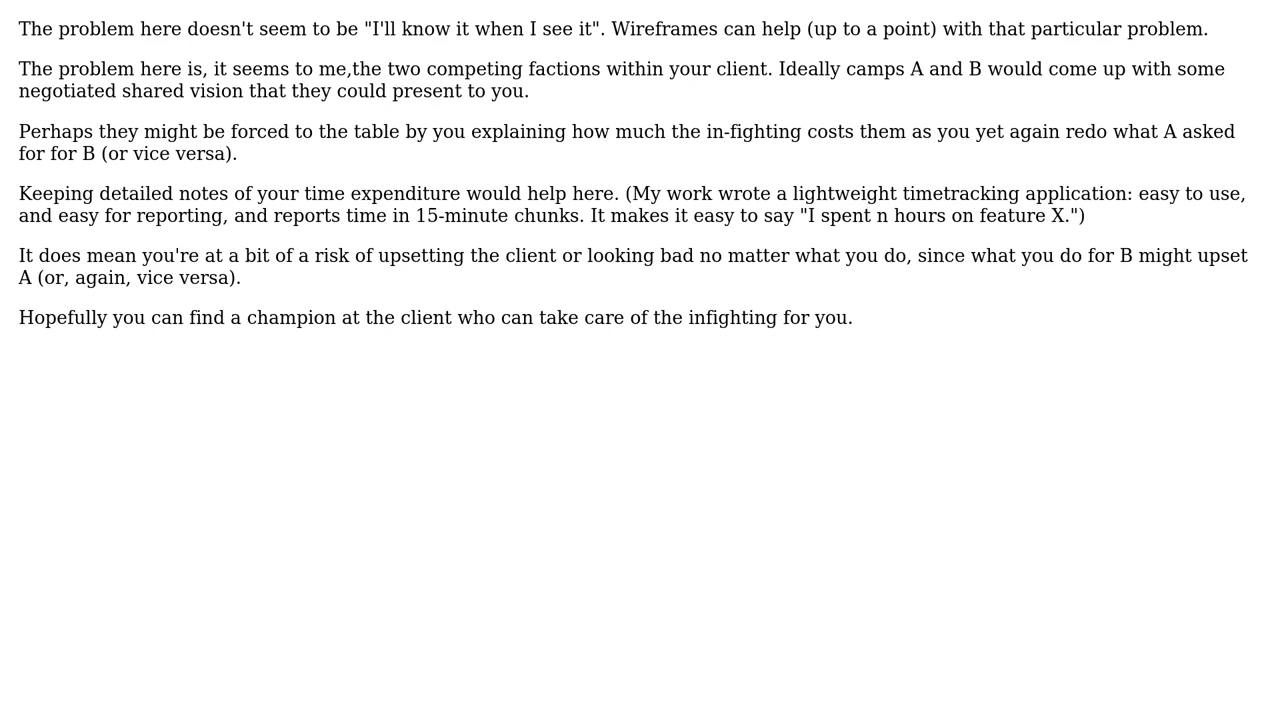 The problem here doesn't seem to be "I'll know it when I see it". Wireframes can help (up to a point) with that particular problem.
The problem here is, it seems to me,the two competing factions within your client. Ideally camps A and B would come up with some
negotiated shared vision that they could present to you.
Perhaps they might be forced to the table by you explaining how much the in-fighting costs them as you yet again redo what A asked
for for B (or vice versa).
Keeping detailed notes of your time expenditure would help here. (My work wrote a lightweight timetracking application: easy to use,
and easy for reporting, and reports time in 15-minute chunks. It makes it easy to say "I spent n hours on feature X.")
It does mean you're at a bit of a risk of upsetting the client or looking bad no matter what you do, since what you do for B might upset
A (or, again, vice versa).
Hopefully you can find a champion at the client who can take care of the infighting for you.